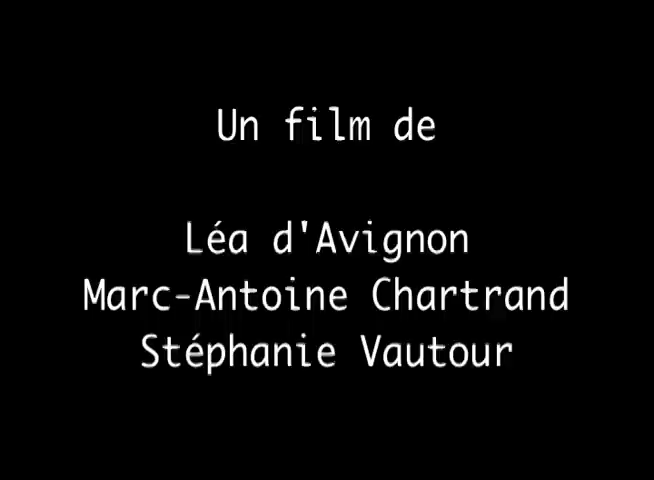 Un film de
Léa d'Avignon
Marc-Antoine Chartrand
Stéphanie Vautour